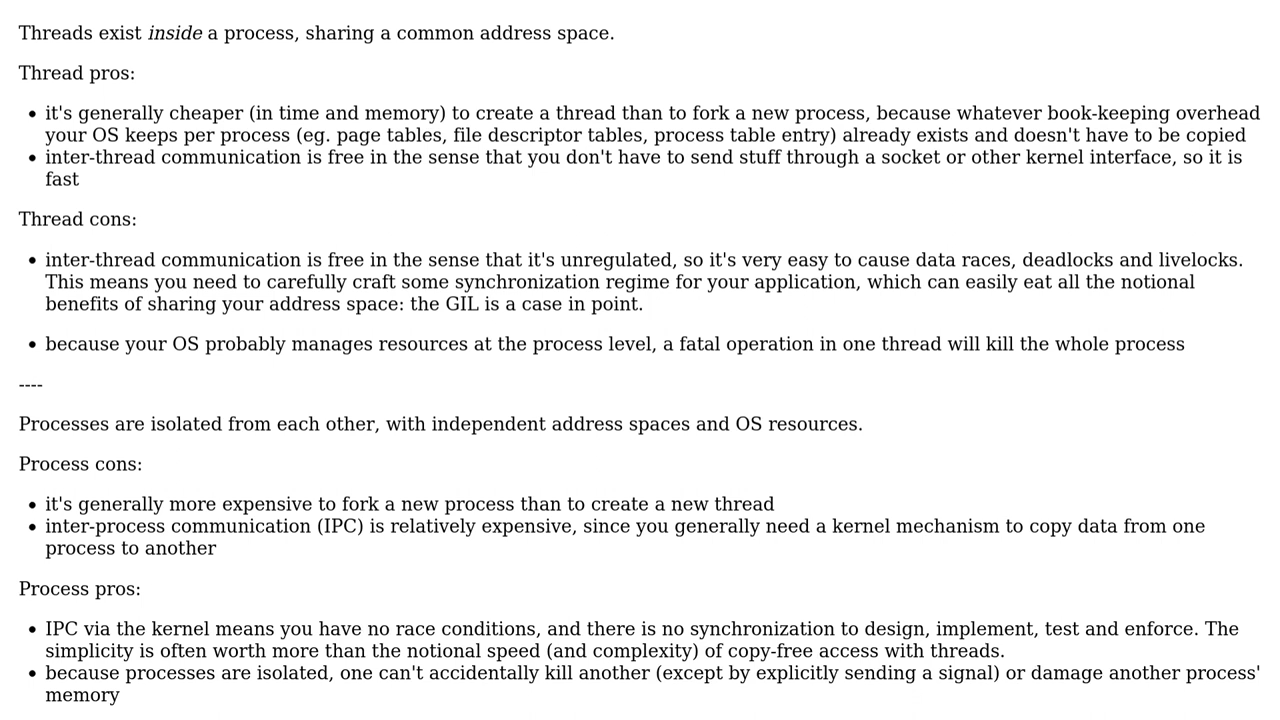 Threads exist inside a process, sharing a common address space.
Thread pros:
• it's generally cheaper (in time and memory) to create a thread than to fork a new process, because whatever book-keeping overhead
your OS keeps per process (eg. page tables, file descriptor tables, process table entry) already exists and doesn't have to be copied
• inter-thread communication is free in the sense that you don't have to send stuff through a socket or other kernel interface, so it is
fast
Thread cons:
• inter-thread communication is free in the sense that it's unregulated, so it's very easy to cause data races, deadlocks and livelocks.
This means you need to carefully craft some synchronization regime for your application, which can easily eat all the notional
benefits of sharing your address space: the GIL is a case in point.
• because your OS probably manages resources at the process level, a fatal operation in one thread will kill the whole process
----
Processes are isolated from each other, with independent address spaces and OS resources.
Process cons:
• it's generally more expensive to fork a new process than to create a new thread
• inter-process communication (IPC) is relatively expensive, since you generally need a kernel mechanism to copy data from one
process to another
Process pros:
• IPC via the kernel means you have no race conditions, and there is no synchronization to design, implement, test and enforce. The
simplicity is often worth more than the notional speed (and complexity) of copy-free access with threads.
• because processes are isolated, one can't accidentally kill another (except by explicitly sending a signal) or damage another process'
memory